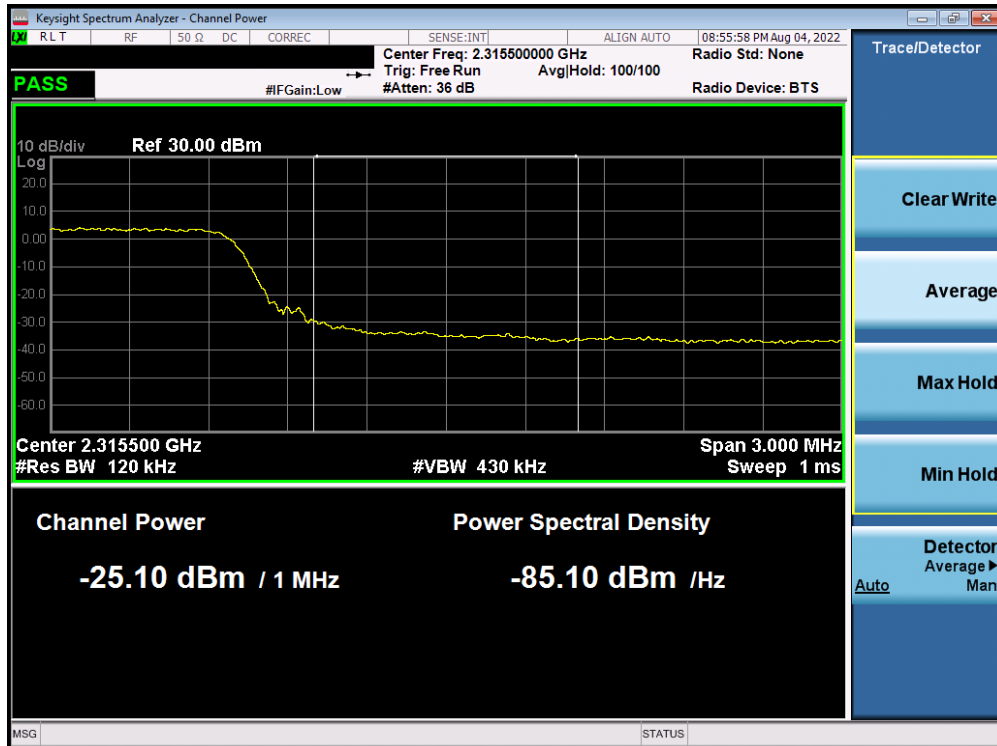 Keysight Spectrum Analyzer - Channel Power
LXI RLT RF 50 Ω DC CORREC SENSE:INT ALIGN AUTO 08:55:58 PM Aug 04, 2022
Center Freq: 2.315500000 GHz Radio Std: None
Trig: Free Run Avg|Hold: 100/100
PASS #IFGain:Low #Atten: 36 dB Radio Device: BTS
10 dB/div Ref 30.00 dBm
Log
20.0
10.0
0.00
-10.0
-20.0
-30.0
-40.0
-50.0
-60.0
Center 2.315500 GHz Span 3.000 MHz
#Res BW 120 kHz #VBW 430 kHz Sweep 1 ms
Channel Power Power Spectral Density
-25.10 dBm / 1 MHz -85.10 dBm /Hz
MSG STATUS
Trace/Detector
Clear Write
Average
Max Hold
Min Hold
Detector
Average
Auto Man